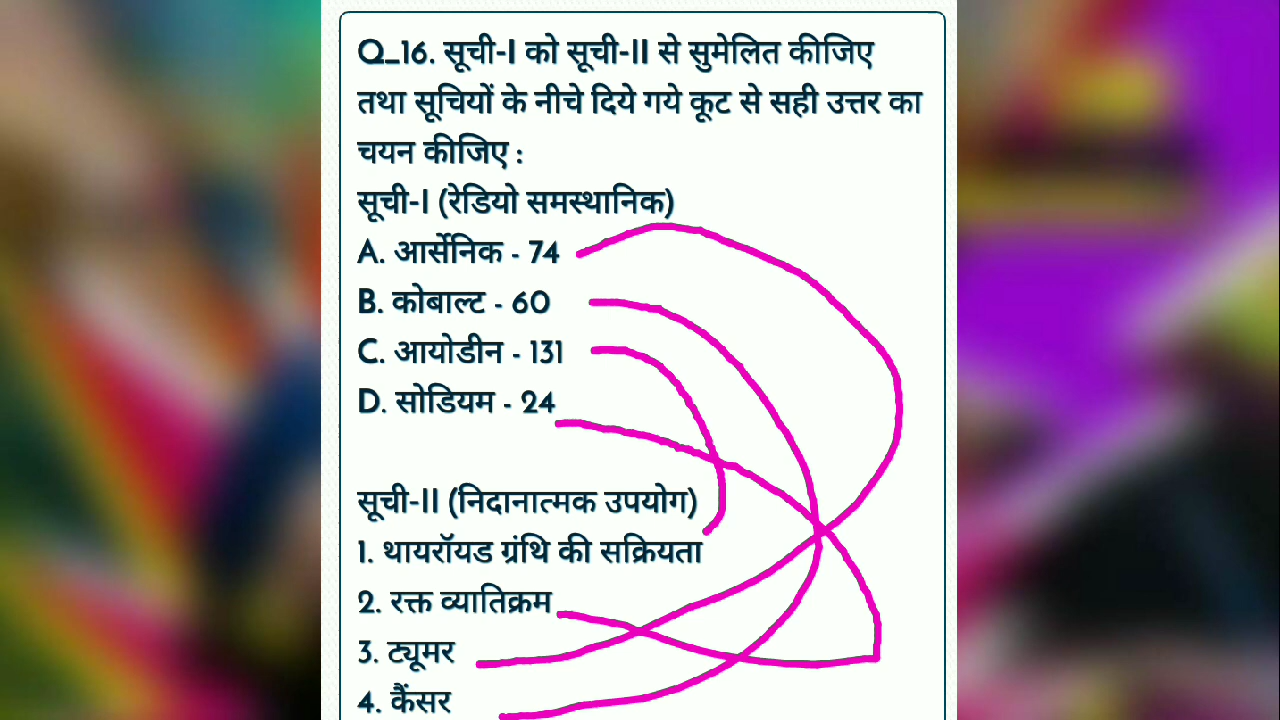 Q_16. सूची-I को सूची-II से सुमेलित कीजिए
तथा सूचियों के नीचे दिये गये कूट से सही उत्तर का
चयन कीजिए :
सूची-I (रेडियो समस्थानिक)
A. आर्सेनिक - 74
B. कोबाल्ट - 60
C. आयोडीन - 131
D. सोडियम - 24
सूची-II (निदानात्मक उपयोग)
1. थायरॉयड ग्रंथि की सक्रियता
2. रक्त व्यातिक्रम
3. ट्यूमर
4. कैंसर